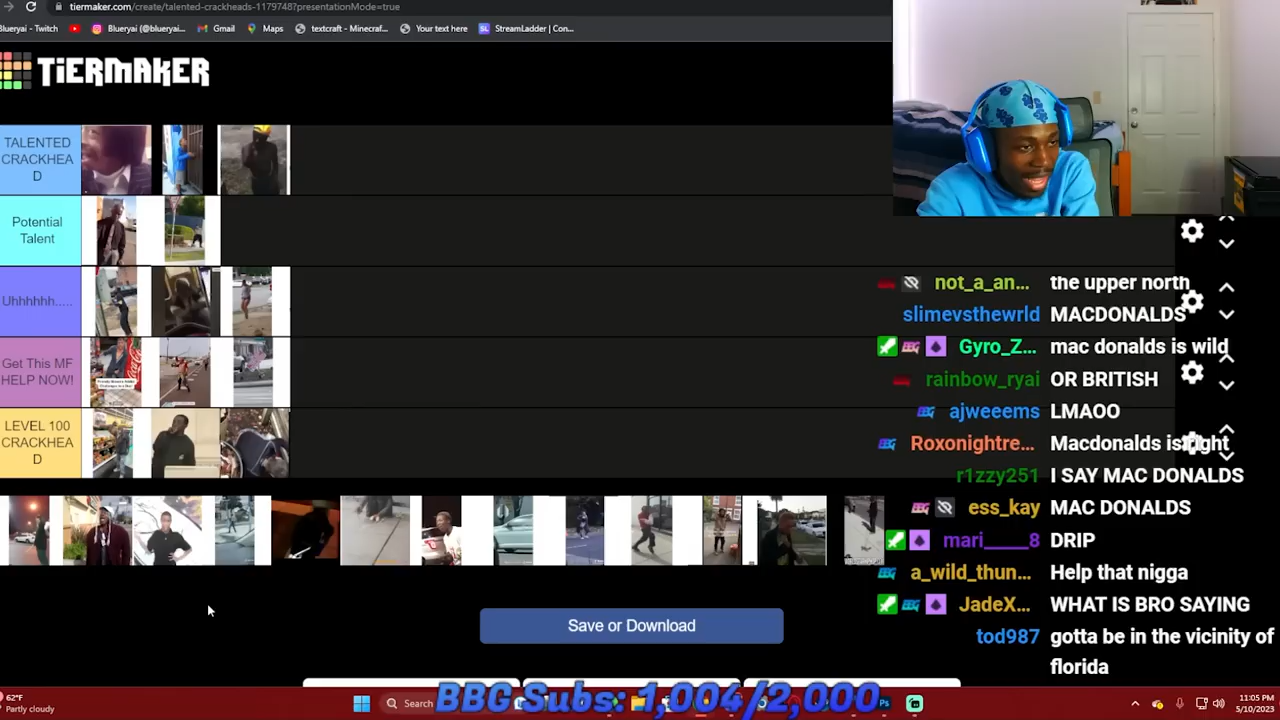 tiermaker.com/create/talented-crackheads-1179748?presentationMode=true
Blueryai - Twitch
Blueryai (@blueryai...
Gmail
Maps
textcraft - Minecraf...
Your text here
StreamLadder | Con...
TiERMAKER
TALENTED
CRACKHEA
D
Potential
Talent
Uhhhhhh.....
Get This MF
HELP NOW!
LEVEL 100
CRACKHEA
D
not_a_an... the upper north
slimevsthewrld MACDONALDS
Gyro_Z... mac donalds is wild
rainbow_ryai OR BRITISH
ajweeems LMAOO
Roxonightre... Macdonalds is right
r1zzy251 I SAY MAC DONALDS
ess_kay MAC DONALDS
mari_____8 DRIP
a_wild_thun... Help that nigga
JadeX... WHAT IS BRO SAYING
tod987 gotta be in the vicinity of
florida
Save or Download
62°F
Partly cloudy
Search
BBG Subs: 1,004/2,000
11:05 PM
5/10/2023